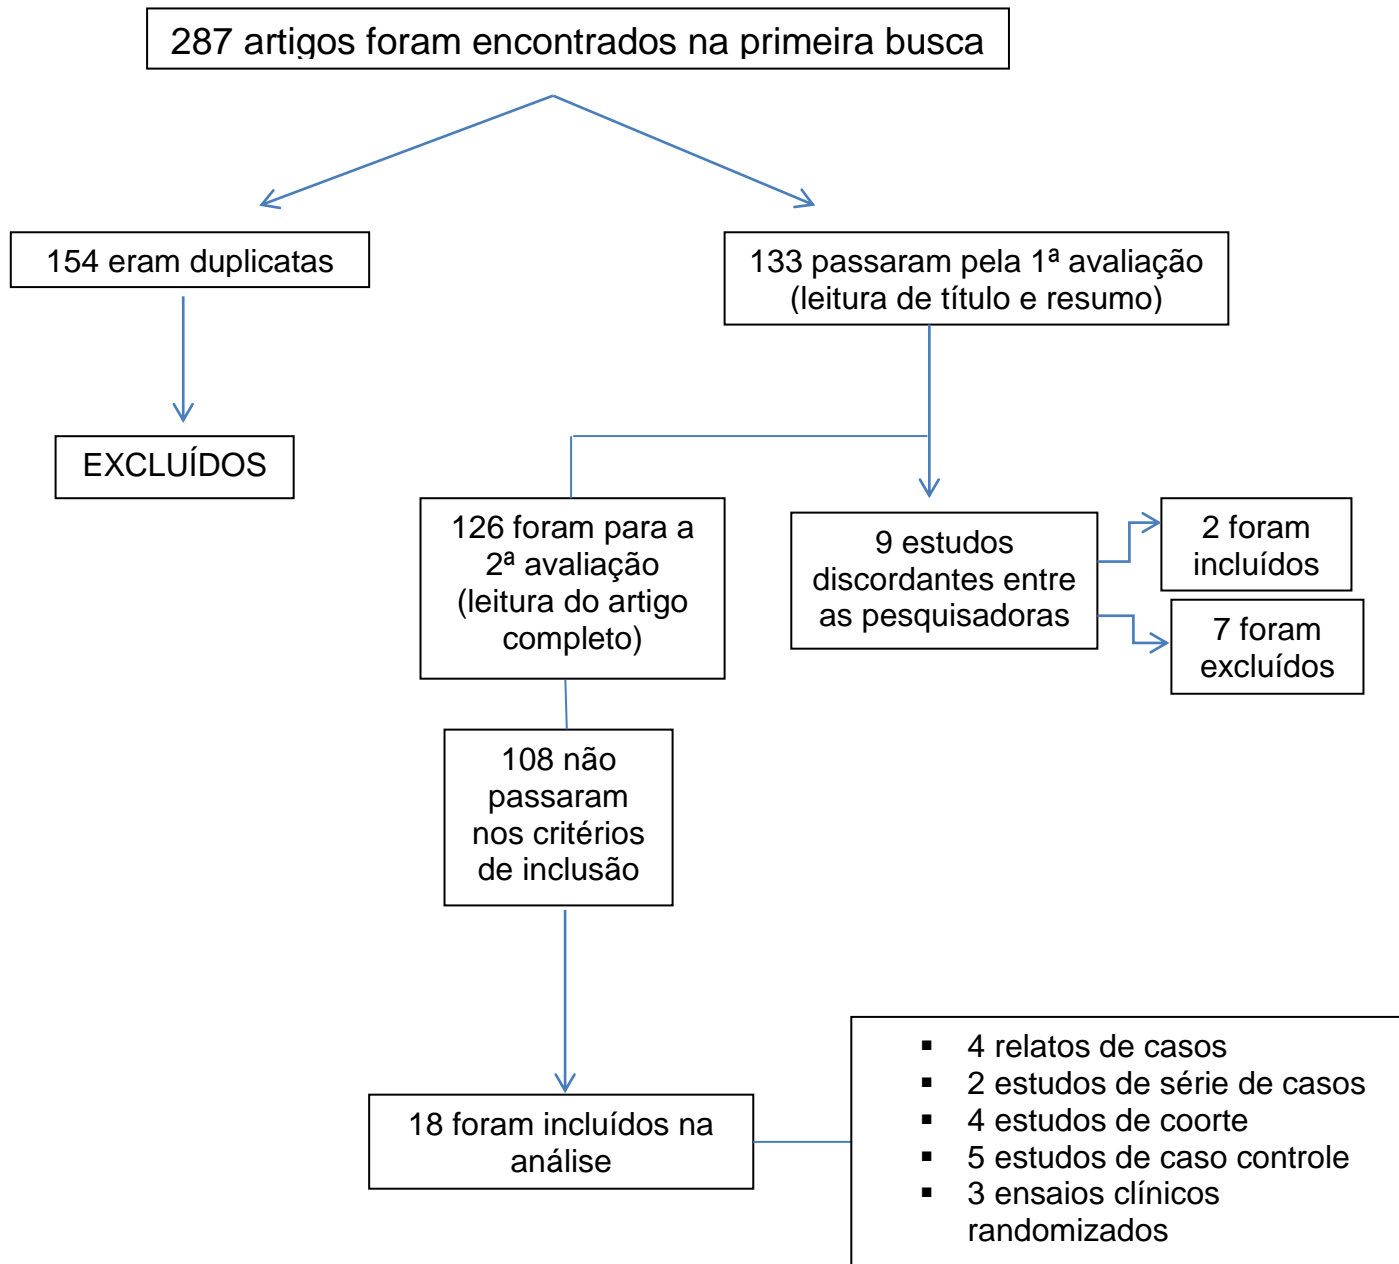 287 artigos foram encontrados na primeira busca
154 eram duplicatas
133 passaram pela 1ª avaliação
(leitura de título e resumo)
EXCLUÍDOS
126 foram para a
2ª avaliação
(leitura do artigo
completo)
9 estudos
discordantes entre
as pesquisadoras
2 foram
incluídos
7 foram
excluídos
108 não
passaram
nos critérios
de inclusão
18 foram incluídos na
análise
▪ 4 relatos de casos
▪ 2 estudos de série de casos
▪ 4 estudos de coorte
▪ 5 estudos de caso controle
▪ 3 ensaios clínicos
randomizados